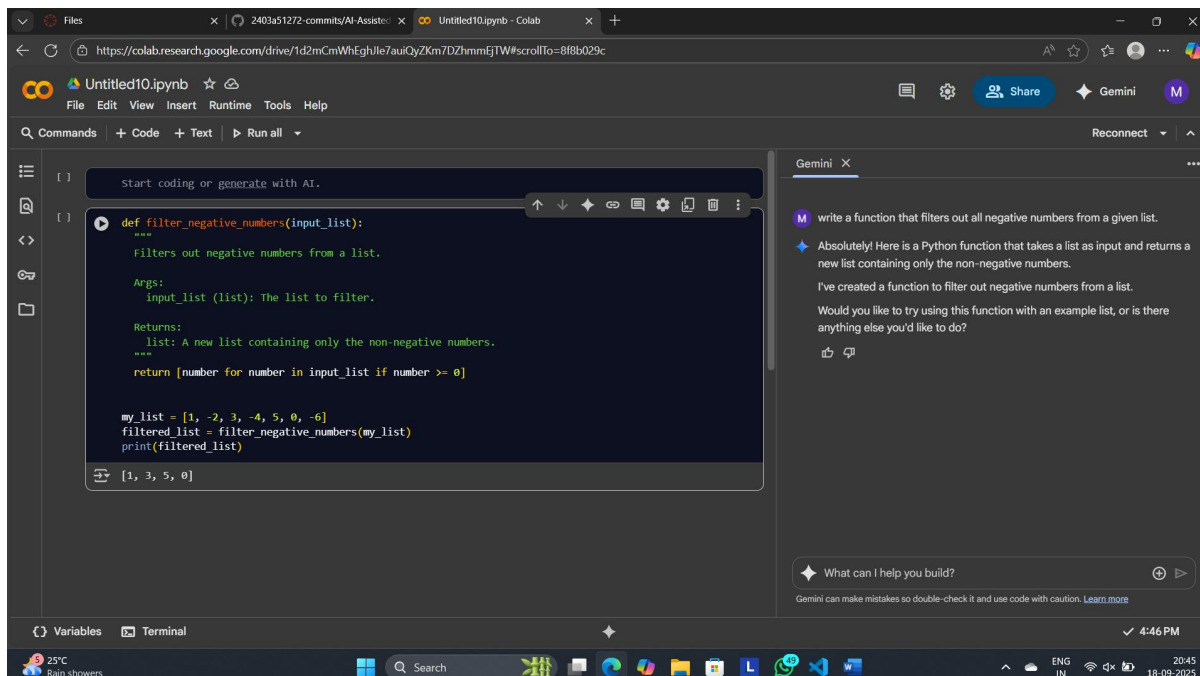 Files
2403a51272-commits/AI-Assisted
Untitled10.ipynb - Colab
https://colab.research.google.com/drive/1d2mCmWhEghJIe7auiQyZKm7DZhmmEjTW#scrollTo=8f8b029c
Untitled10.ipynb
File Edit View Insert Runtime Tools Help
Share
Gemini
M
Commands + Code + Text Run all
Reconnect
[ ]
Start coding or generate with AI.
[ ]
def filter_negative_numbers(input_list):
"""
Filters out negative numbers from a list.
Args:
input_list (list): The list to filter.
Returns:
list: A new list containing only the non-negative numbers.
"""
return [number for number in input_list if number >= 0]
my_list = [1, -2, 3, -4, 5, 0, -6]
filtered_list = filter_negative_numbers(my_list)
print(filtered_list)
[1, 3, 5, 0]
Gemini
M
write a function that filters out all negative numbers from a given list.
Absolutely! Here is a Python function that takes a list as input and returns a
new list containing only the non-negative numbers.
I've created a function to filter out negative numbers from a list.
Would you like to try using this function with an example list, or is there
anything else you'd like to do?
What can I help you build?
Gemini can make mistakes so double-check it and use code with caution. Learn more
Variables Terminal
4:46 PM
5
25°C
Rain showers
Search
L
49
ENG
IN
20:45
18-09-2025